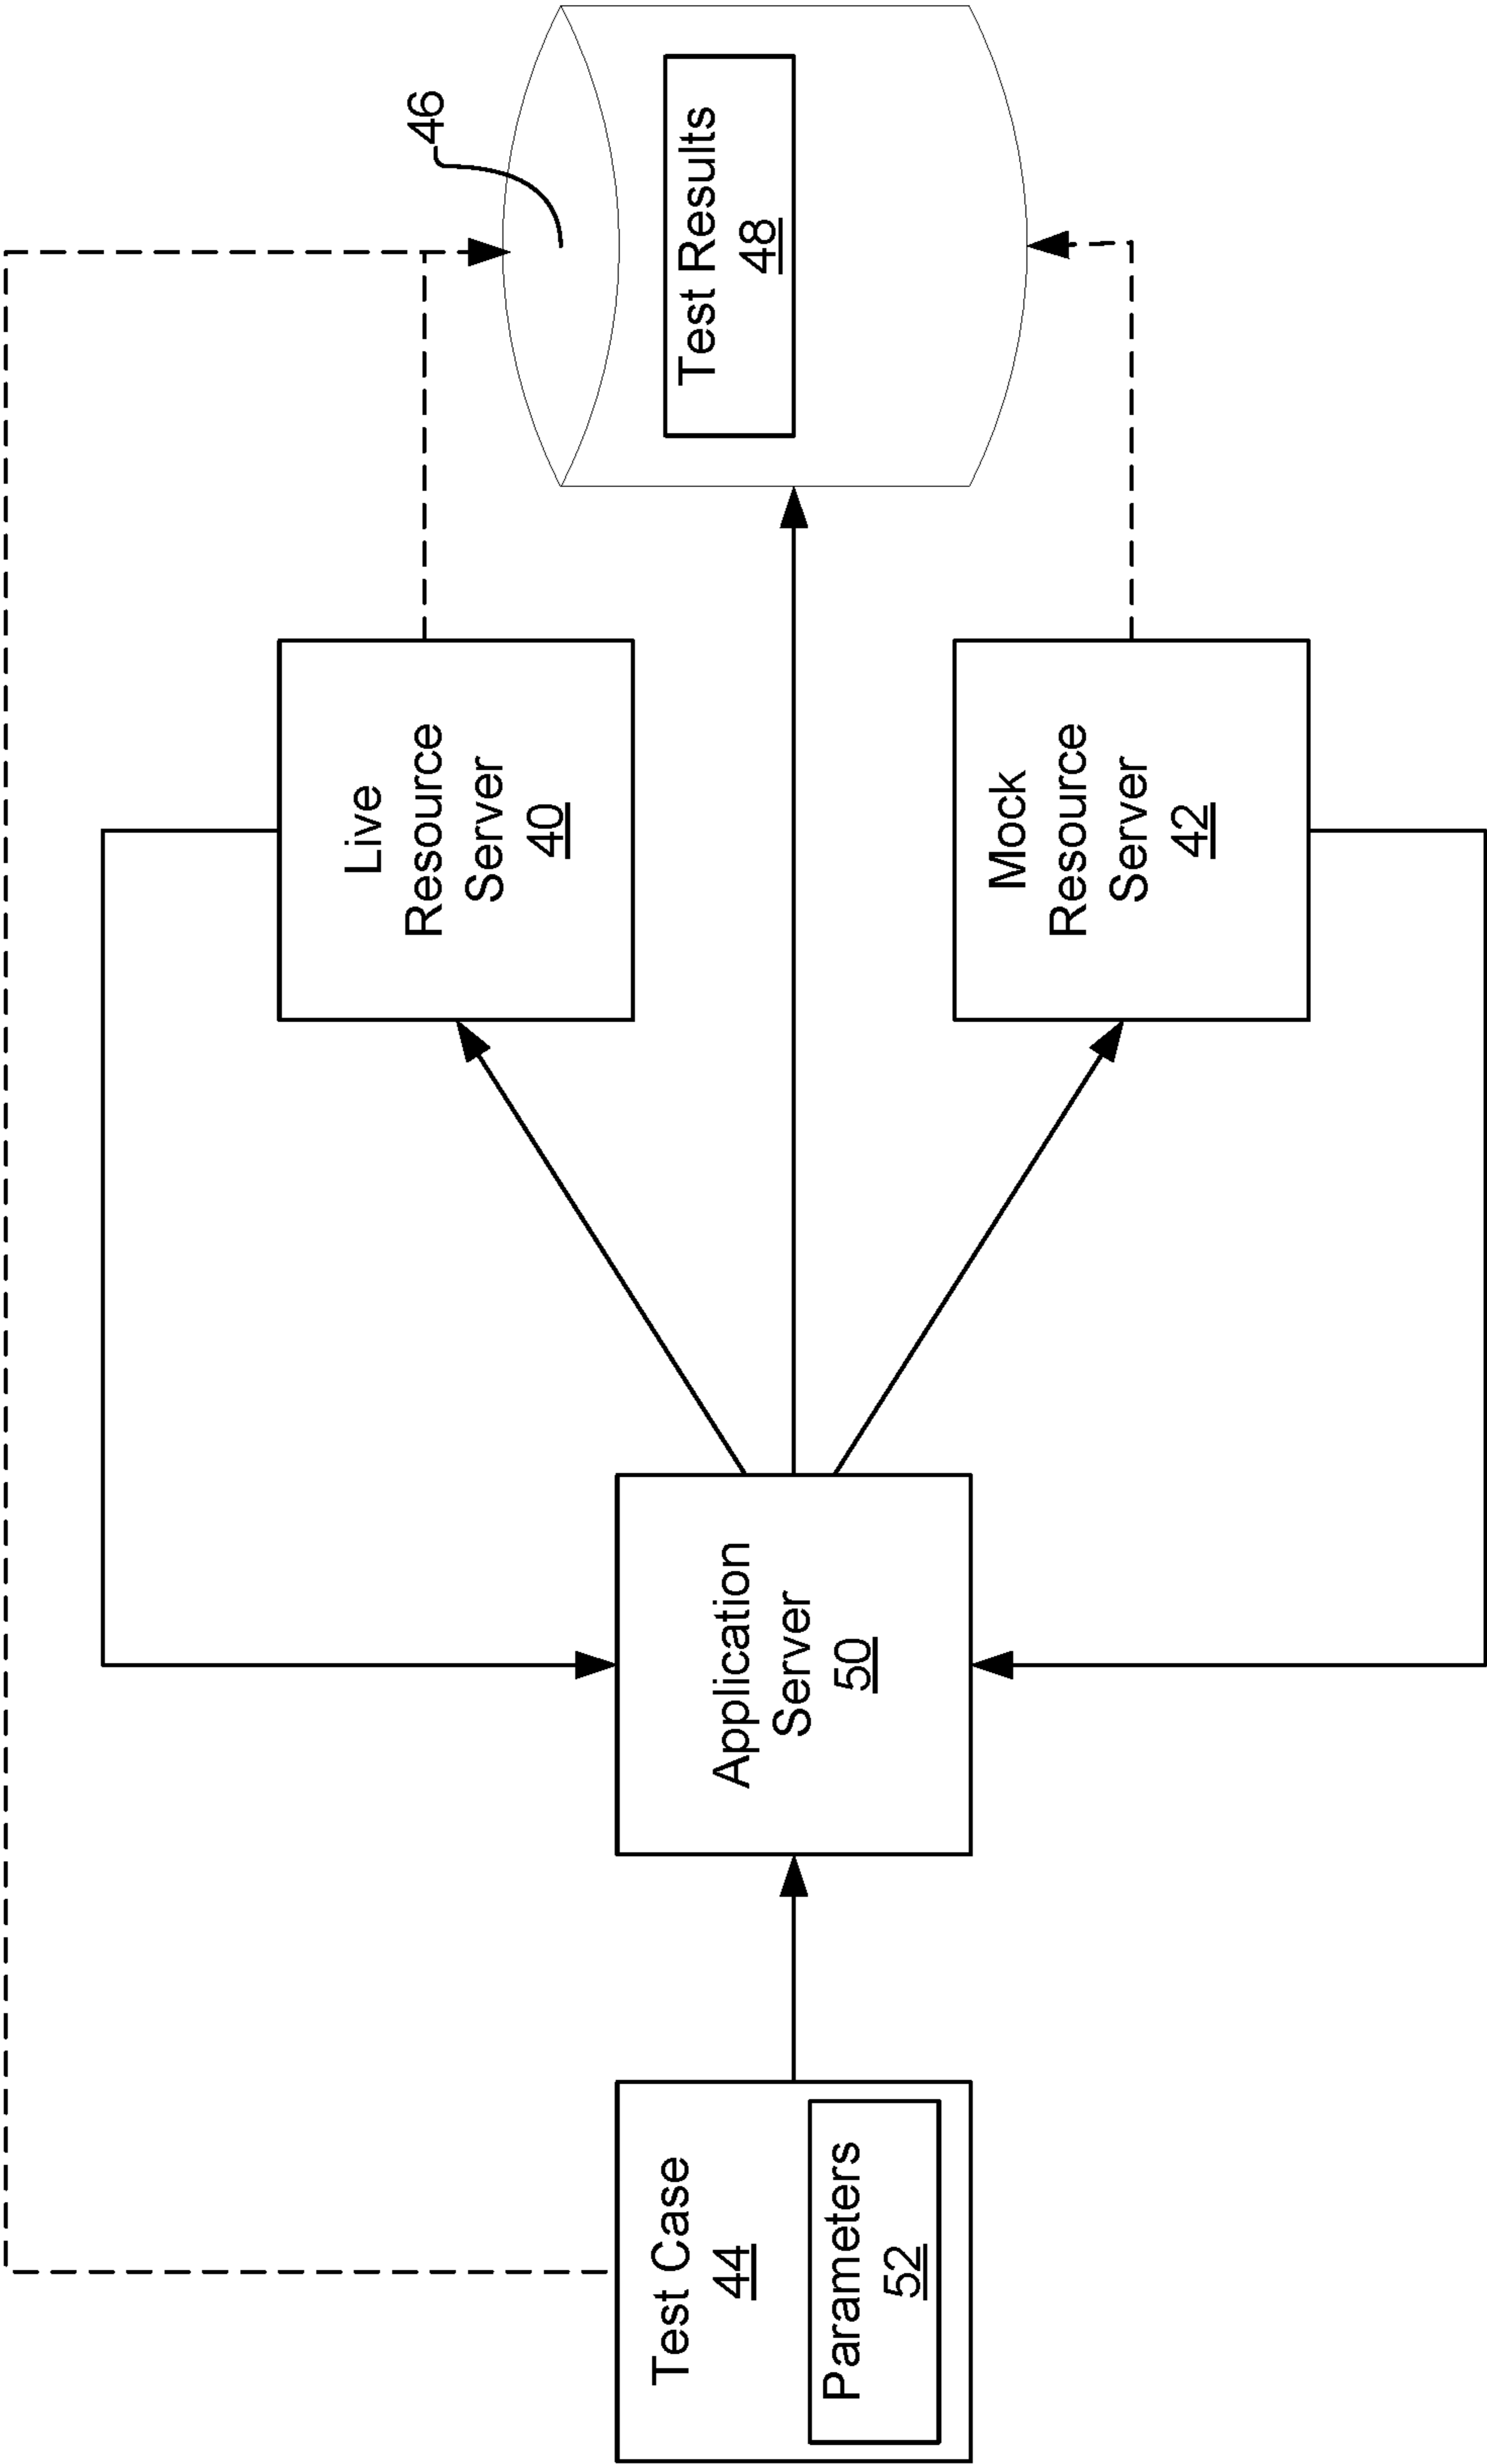 Test Case
44
Parameters
52
Application
Server
50
Live
Resource
Server
40
Mock
Resource
Server
42
46
Test Results
48